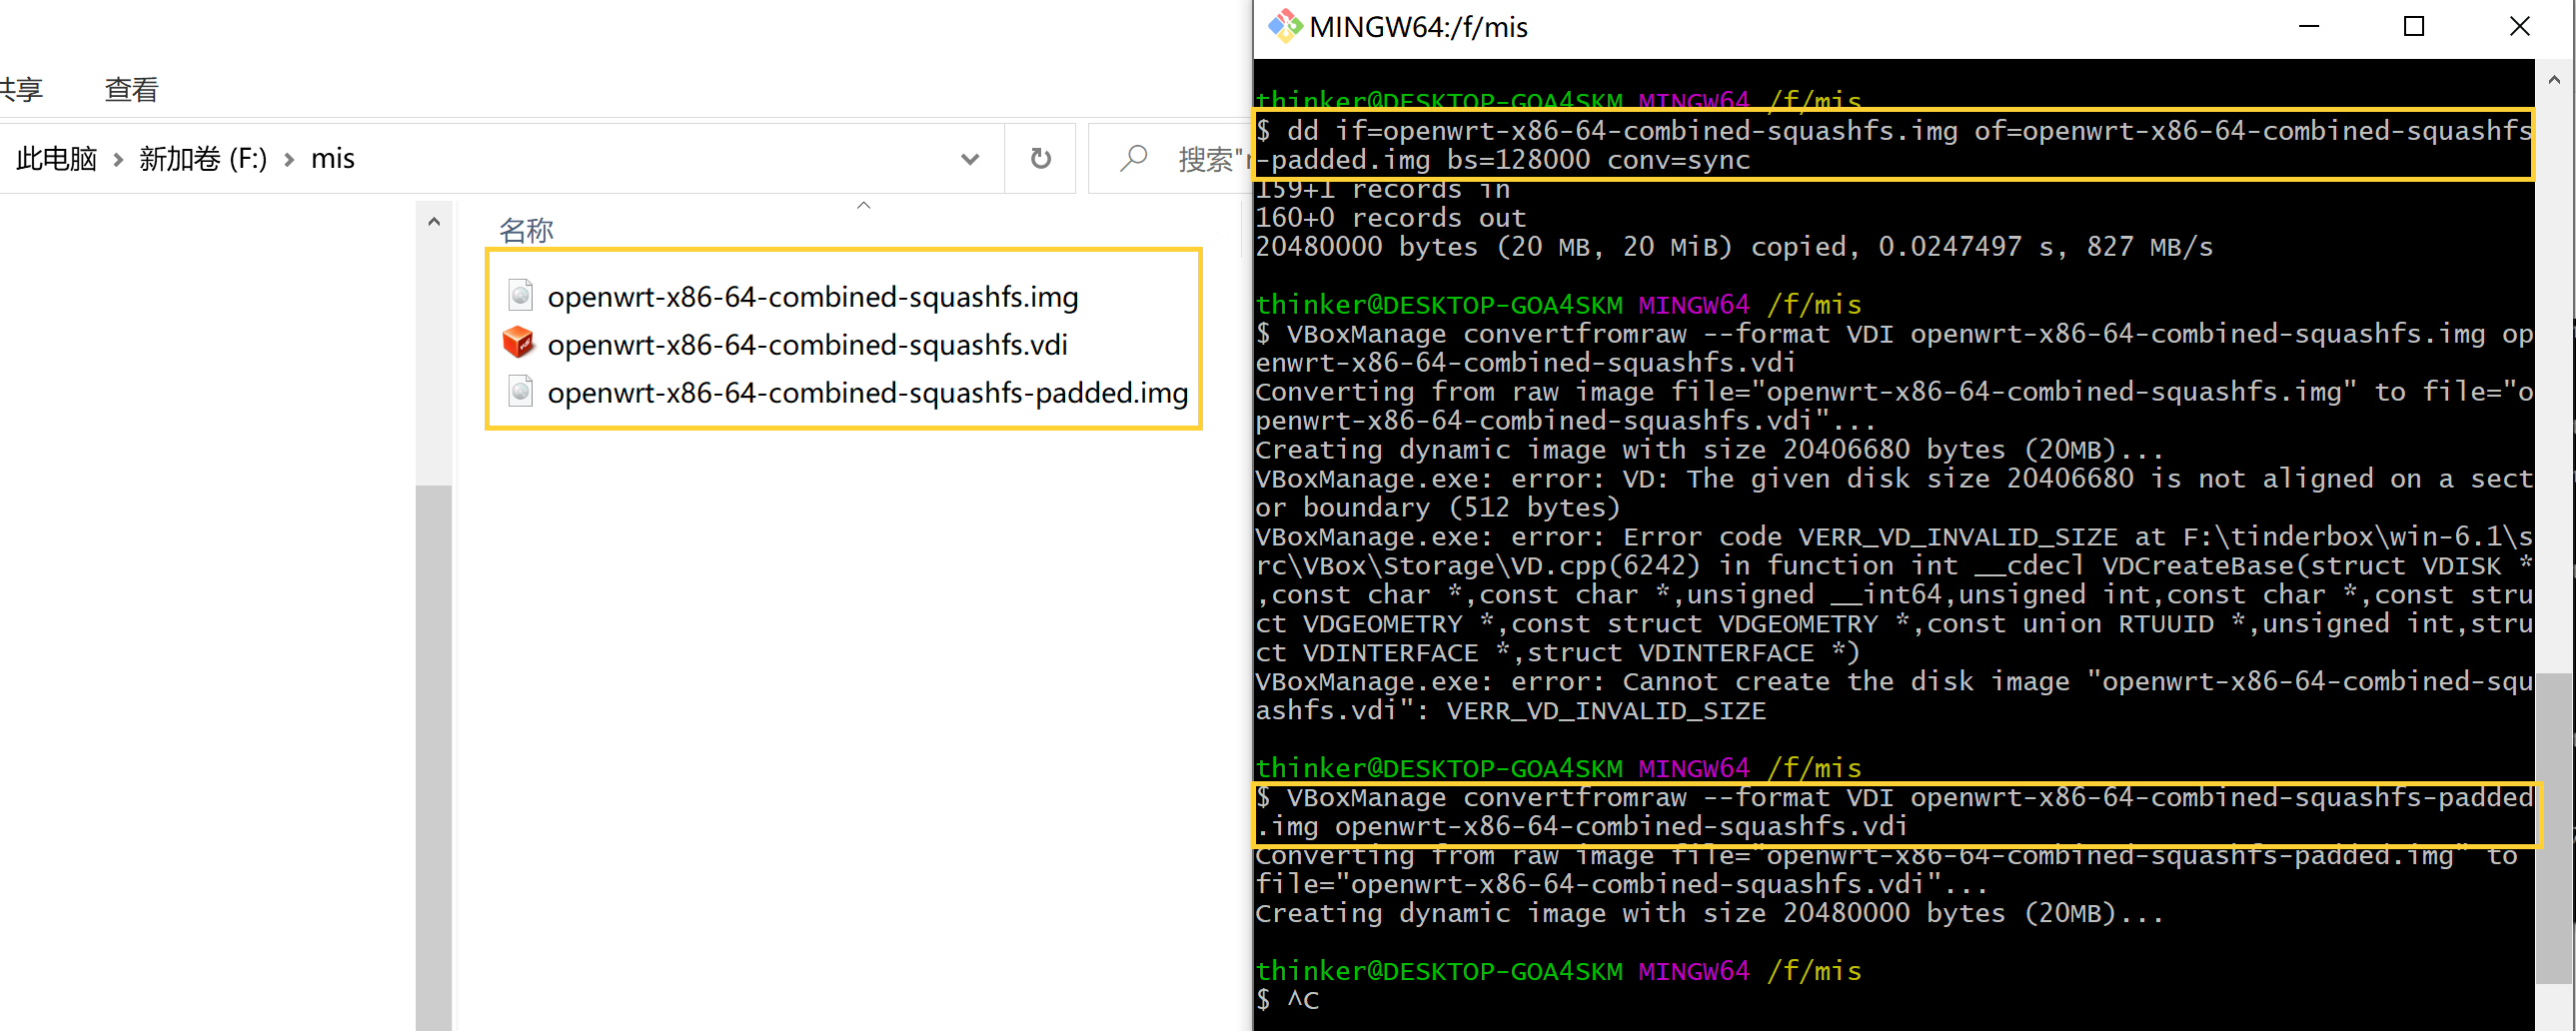 共享 查看
此电脑 > 新加卷 (F:) > mis
搜索"
名称
openwrt-x86-64-combined-squashfs.img
openwrt-x86-64-combined-squashfs.vdi
openwrt-x86-64-combined-squashfs-padded.img
MINGW64:/f/mis
thinker@DESKTOP-GOA4SKM MINGW64 /f/mis
$ dd if=openwrt-x86-64-combined-squashfs.img of=openwrt-x86-64-combined-squashfs
-padded.img bs=128000 conv=sync
159+1 records in
160+0 records out
20480000 bytes (20 MB, 20 MiB) copied, 0.0247497 s, 827 MB/s
thinker@DESKTOP-GOA4SKM MINGW64 /f/mis
$ VBoxManage convertfromraw --format VDI openwrt-x86-64-combined-squashfs.img op
enwrt-x86-64-combined-squashfs.vdi
Converting from raw image file="openwrt-x86-64-combined-squashfs.img" to file="o
penwrt-x86-64-combined-squashfs.vdi"...
Creating dynamic image with size 20406680 bytes (20MB)...
VBoxManage.exe: error: VD: The given disk size 20406680 is not aligned on a sect
or boundary (512 bytes)
VBoxManage.exe: error: Error code VERR_VD_INVALID_SIZE at F:\tinderbox\win-6.1\s
rc\VBox\Storage\VD.cpp(6242) in function int __cdecl VDCreateBase(struct VDISK *
,const char *,const char *,unsigned __int64,unsigned int,const char *,const stru
ct VDGEOMETRY *,const struct VDGEOMETRY *,const union RTUUID *,unsigned int,stru
ct VDINTERFACE *,struct VDINTERFACE *)
VBoxManage.exe: error: Cannot create the disk image "openwrt-x86-64-combined-squ
ashfs.vdi": VERR_VD_INVALID_SIZE
thinker@DESKTOP-GOA4SKM MINGW64 /f/mis
$ VBoxManage convertfromraw --format VDI openwrt-x86-64-combined-squashfs-padded
.img openwrt-x86-64-combined-squashfs.vdi
Converting from raw image file="openwrt-x86-64-combined-squashfs-padded.img" to
file="openwrt-x86-64-combined-squashfs.vdi"...
Creating dynamic image with size 20480000 bytes (20MB)...
thinker@DESKTOP-GOA4SKM MINGW64 /f/mis
$ ^C